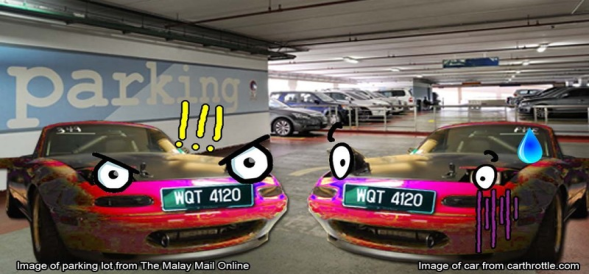 parking
!!!
WQT 4120
WQT 4120
Image of parking lot from The Malay Mail Online
Image of car from carthrottle.com